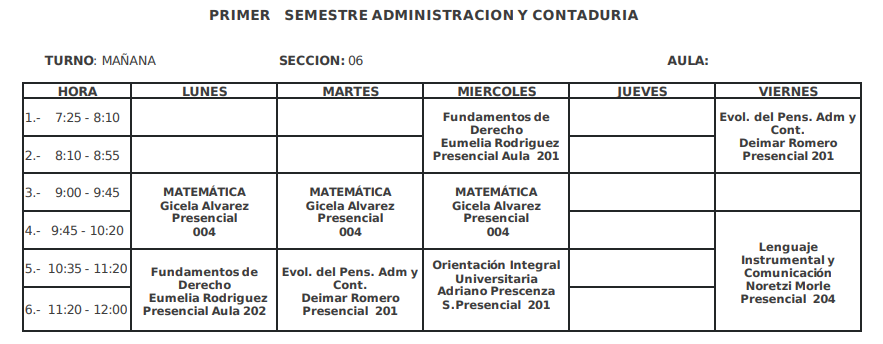 PRIMER SEMESTRE ADMINISTRACION Y CONTADURIA
TURNO: MAÑANA SECCION: 06 AULA:
HORA LUNES MARTES MIERCOLES JUEVES VIERNES
1.- 7:25 - 8:10
2.- 8:10 - 8:55
Fundamentos de
Derecho
Eumelia Rodriguez
Presencial Aula 201
Evol. del Pens. Adm y
Cont.
Deimar Romero
Presencial 201
3.- 9:00 - 9:45
4.- 9:45 - 10:20
MATEMÁTICA
Gicela Alvarez
Presencial
004
MATEMÁTICA
Gicela Alvarez
Presencial
004
MATEMÁTICA
Gicela Alvarez
Presencial
004
5.- 10:35 - 11:20
6.- 11:20 - 12:00
Fundamentos de
Derecho
Eumelia Rodriguez
Presencial Aula 202
Evol. del Pens. Adm y
Cont.
Deimar Romero
Presencial 201
Orientación Integral
Universitaria
Adriano Prescenza
S.Presencial 201
Lenguaje
Instrumental y
Comunicación
Noretzi Morle
Presencial 204